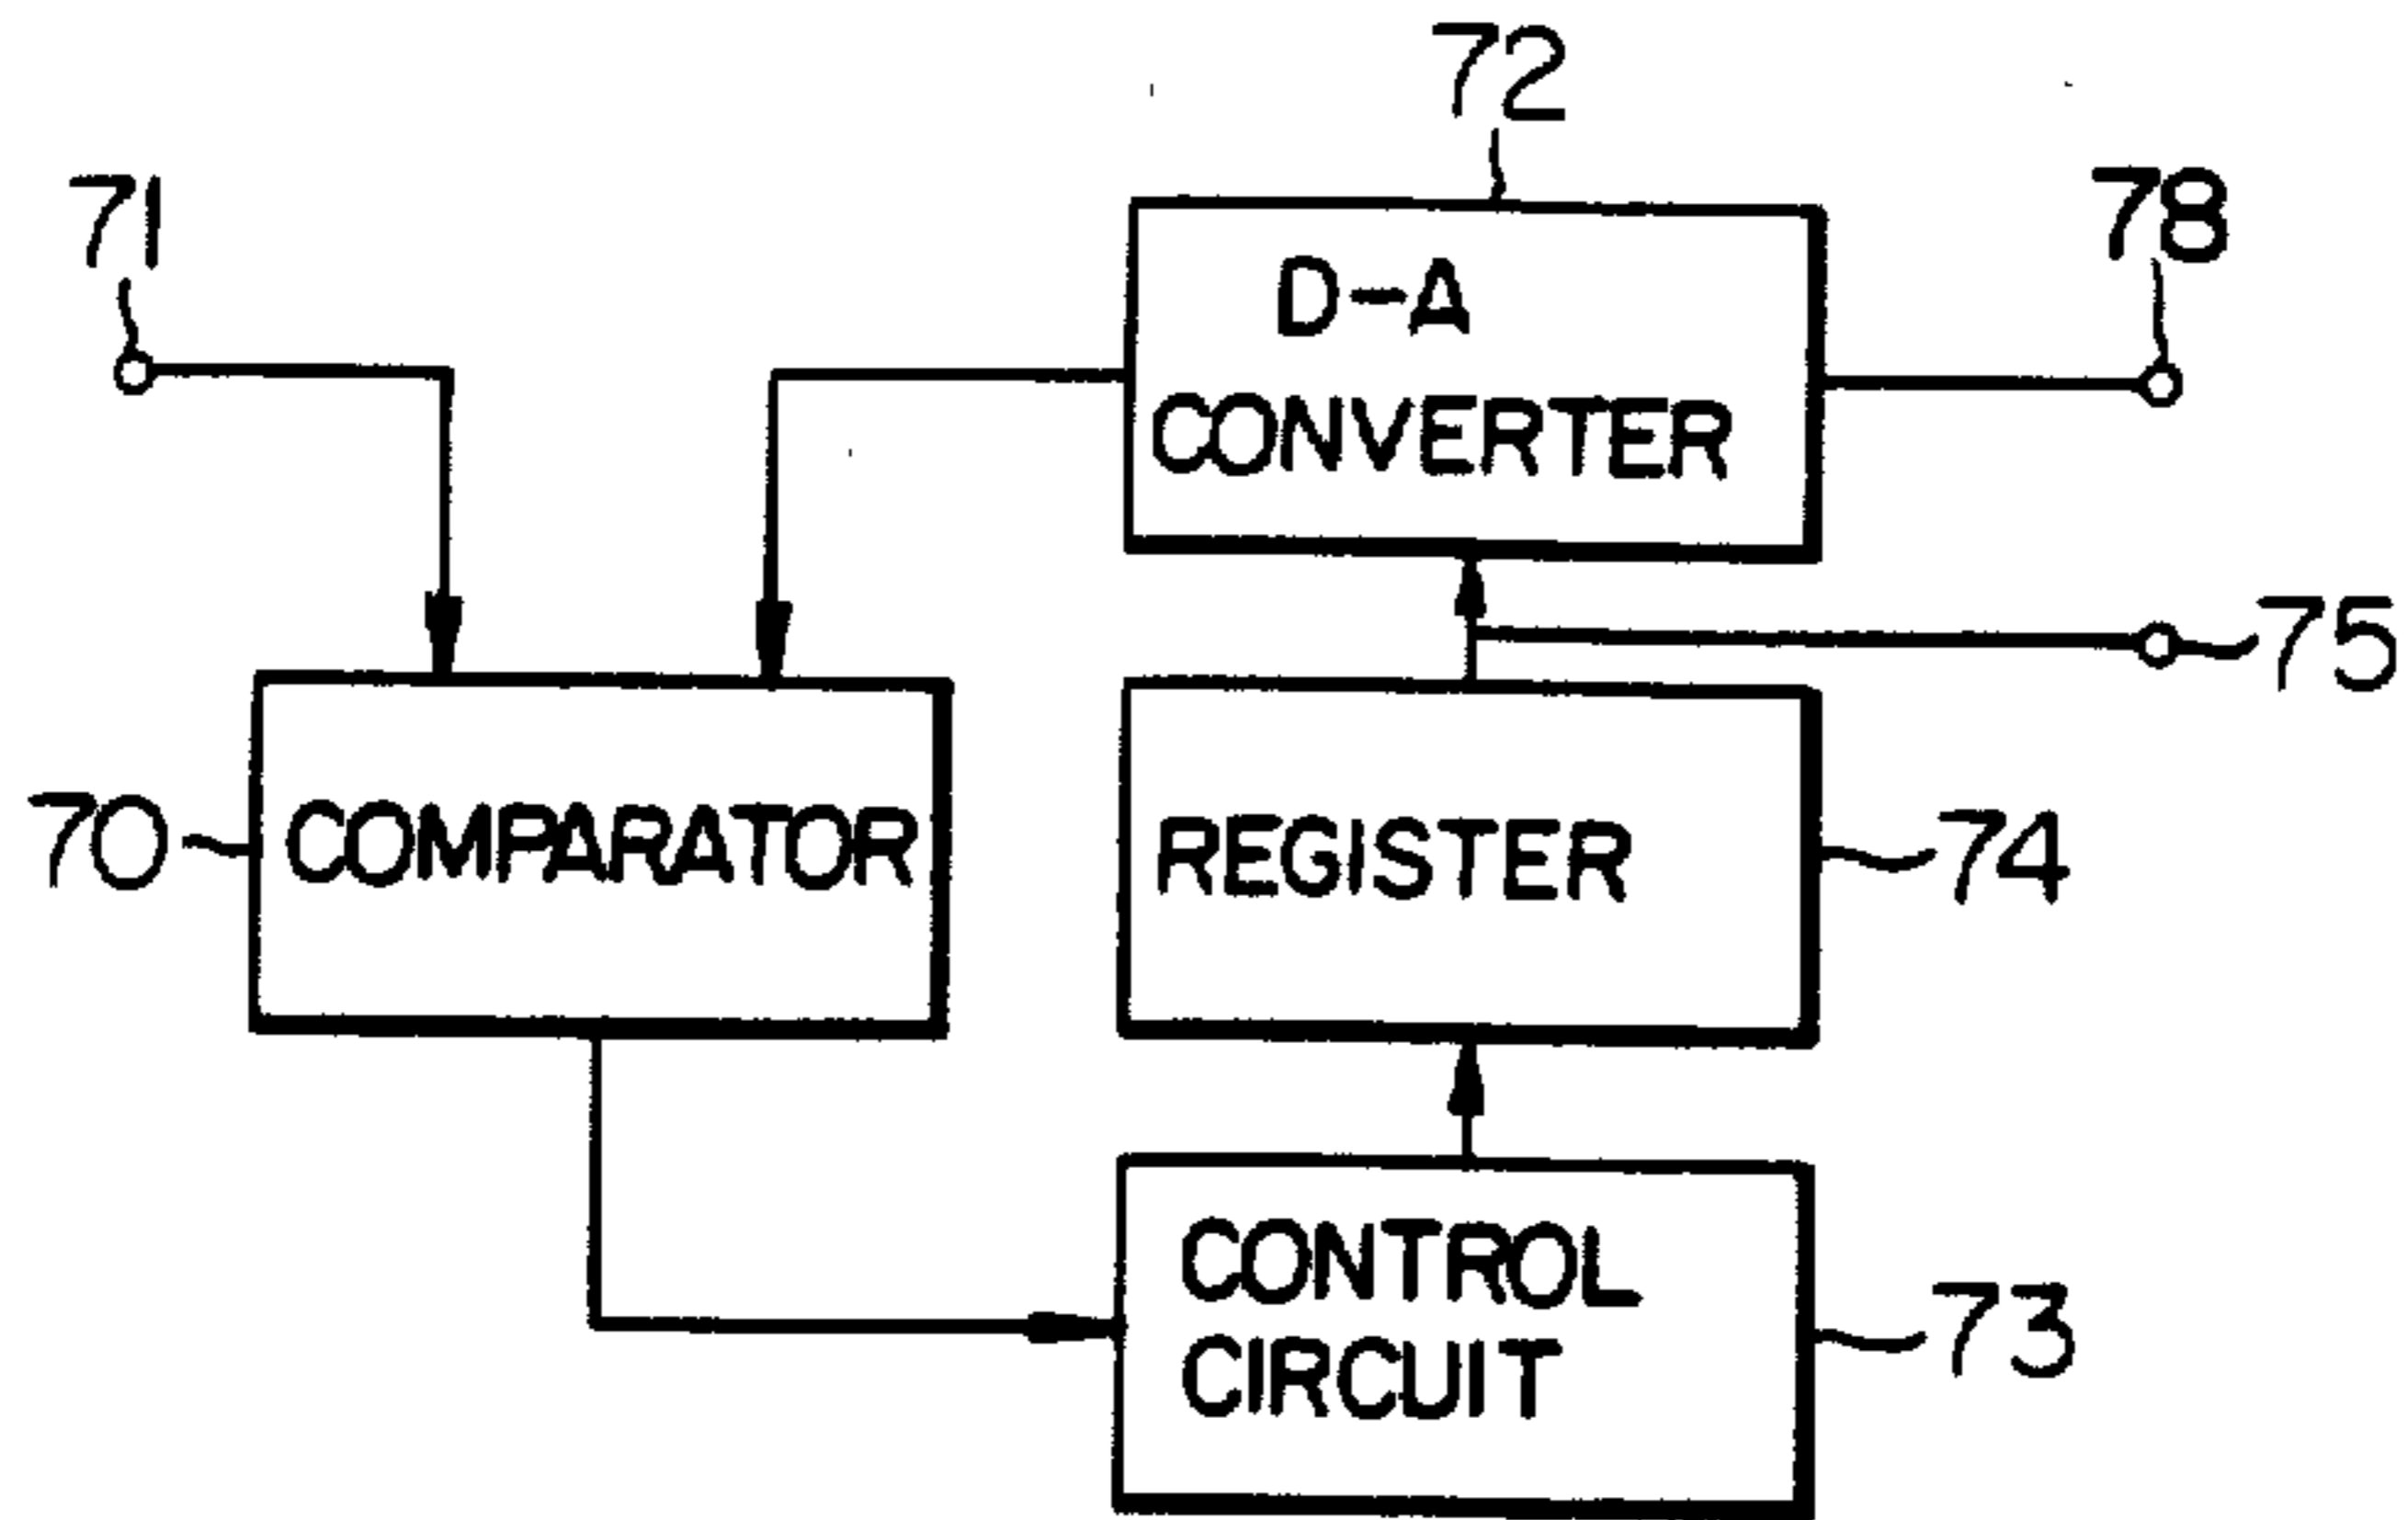 72
71
78
D-A
CONVERTER
75
70
COMPARATOR
REGISTER
74
CONTROL
CIRCUIT
73